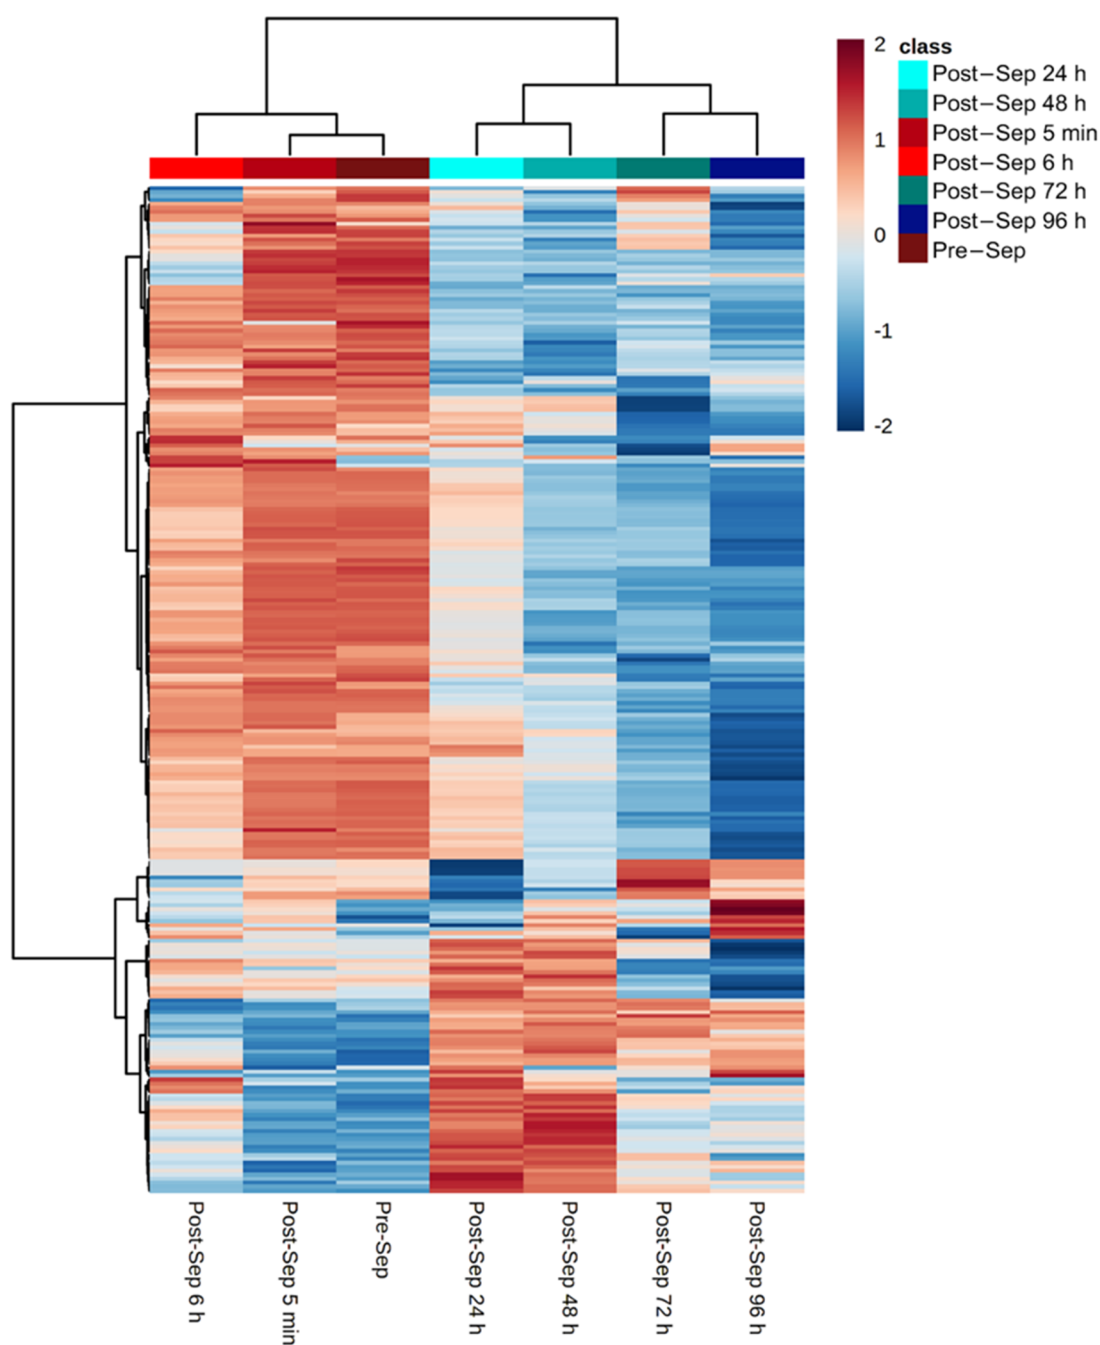 2
1
0
-1
-2
class
Post−Sep 24 h
Post−Sep 48 h
Post−Sep 5 min
Post−Sep 6 h
Post−Sep 72 h
Post−Sep 96 h
Pre−Sep
Post-Sep 6 h
Post-Sep 5 min
Pre-Sep
Post-Sep 24 h
Post-Sep 48 h
Post-Sep 72 h
Post-Sep 96 h